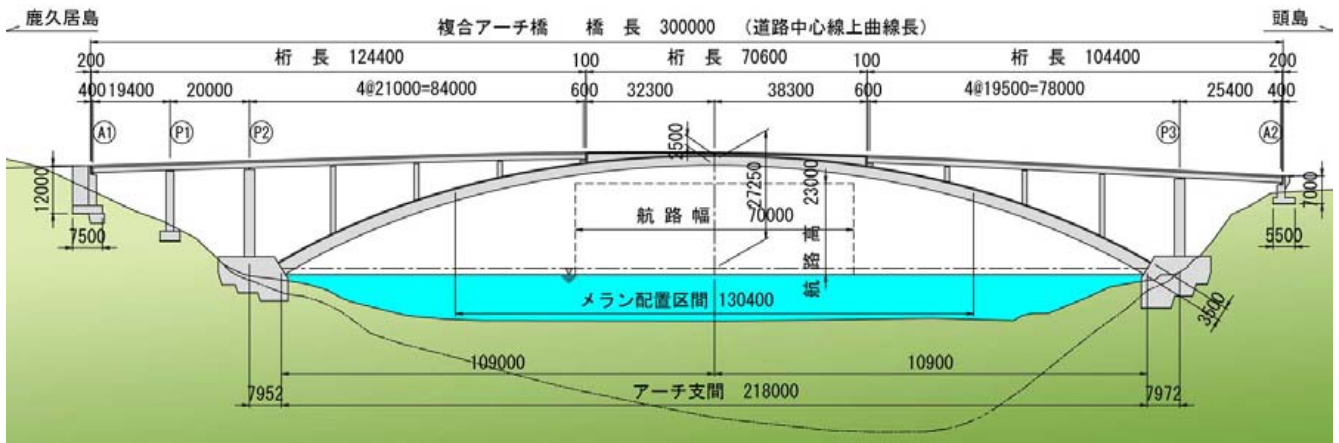 鹿久居島 頭島
複合アーチ橋 橋 長 300000 (道路中心線上曲線長)
200 桁 長 124400 100 桁 長 70600 100 桁 長 104400 200
400 19400 20000 4@21000=84000 600 32300 38300 600 4@19500=78000 25400 400
A1 P1 P2 P3 A2
3500
27250
23000
12000
7000
航路幅 70000
航路高
7500
5500
メラン配置区間 130400
3500
109000 10900
7952 アーチ支間 218000 7972